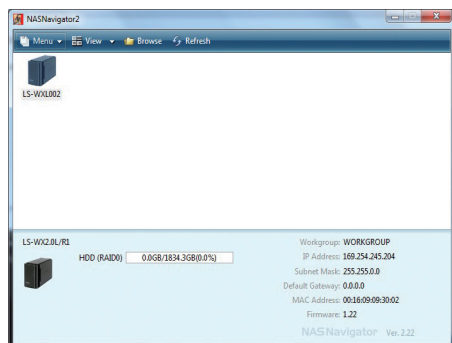 NASNavigator2
Menu View Browse Refresh
LS-WXL002
LS-WX2.0L/R1
HDD (RAID0) 0.0GB/1834.3GB(0.0%)
Workgroup: WORKGROUP
IP Address: 169.254.245.204
Subnet Mask: 255.255.0.0
Default Gateway: 0.0.0.0
MAC Address: 00:16:09:09:30:02
Firmware: 1.22
NAS Navigator Ver. 2.22